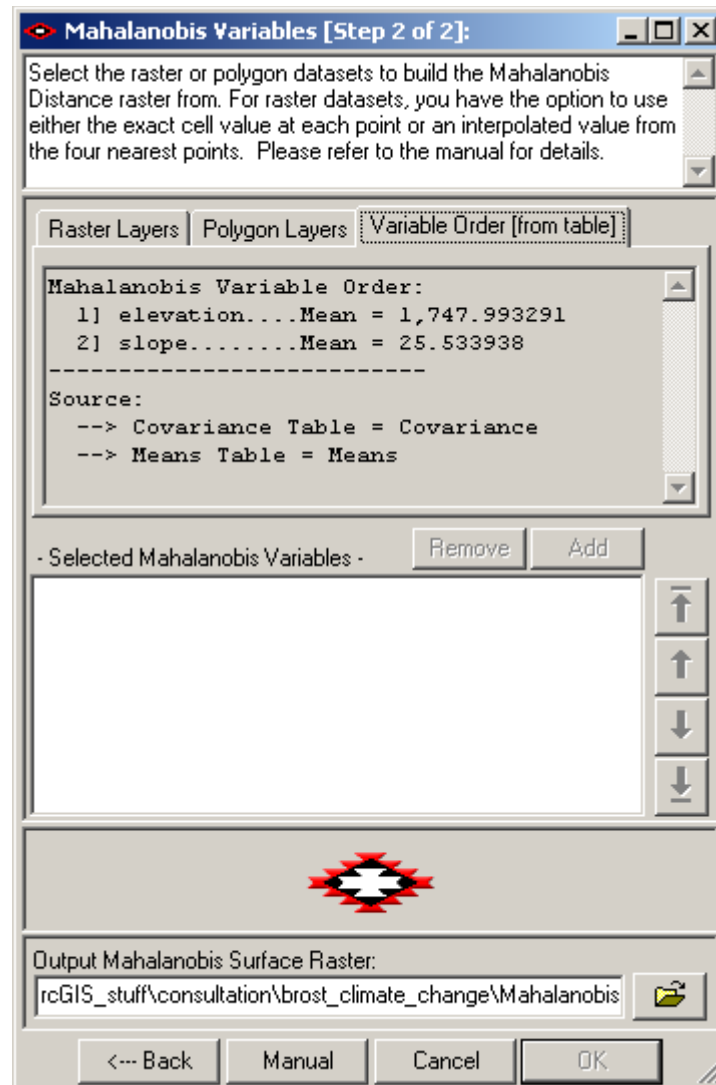 Mahalanobis Variables [Step 2 of 2]:
Select the raster or polygon datasets to build the Mahalanobis
Distance raster from. For raster datasets, you have the option to use
either the exact cell value at each point or an interpolated value from
the four nearest points.  Please refer to the manual for details.
Raster Layers
Polygon Layers
Variable Order [from table]
Mahalanobis Variable Order:
  1] elevation....Mean = 1,747.993291
  2] slope........Mean = 25.533938
---------------------------
Source:
  --> Covariance Table = Covariance
  --> Means Table = Means
- Selected Mahalanobis Variables -
Remove
Add
Output Mahalanobis Surface Raster:
rcGIS_stuff\consultation\brost_climate_change\Mahalanobis
<--- Back
Manual
Cancel
OK